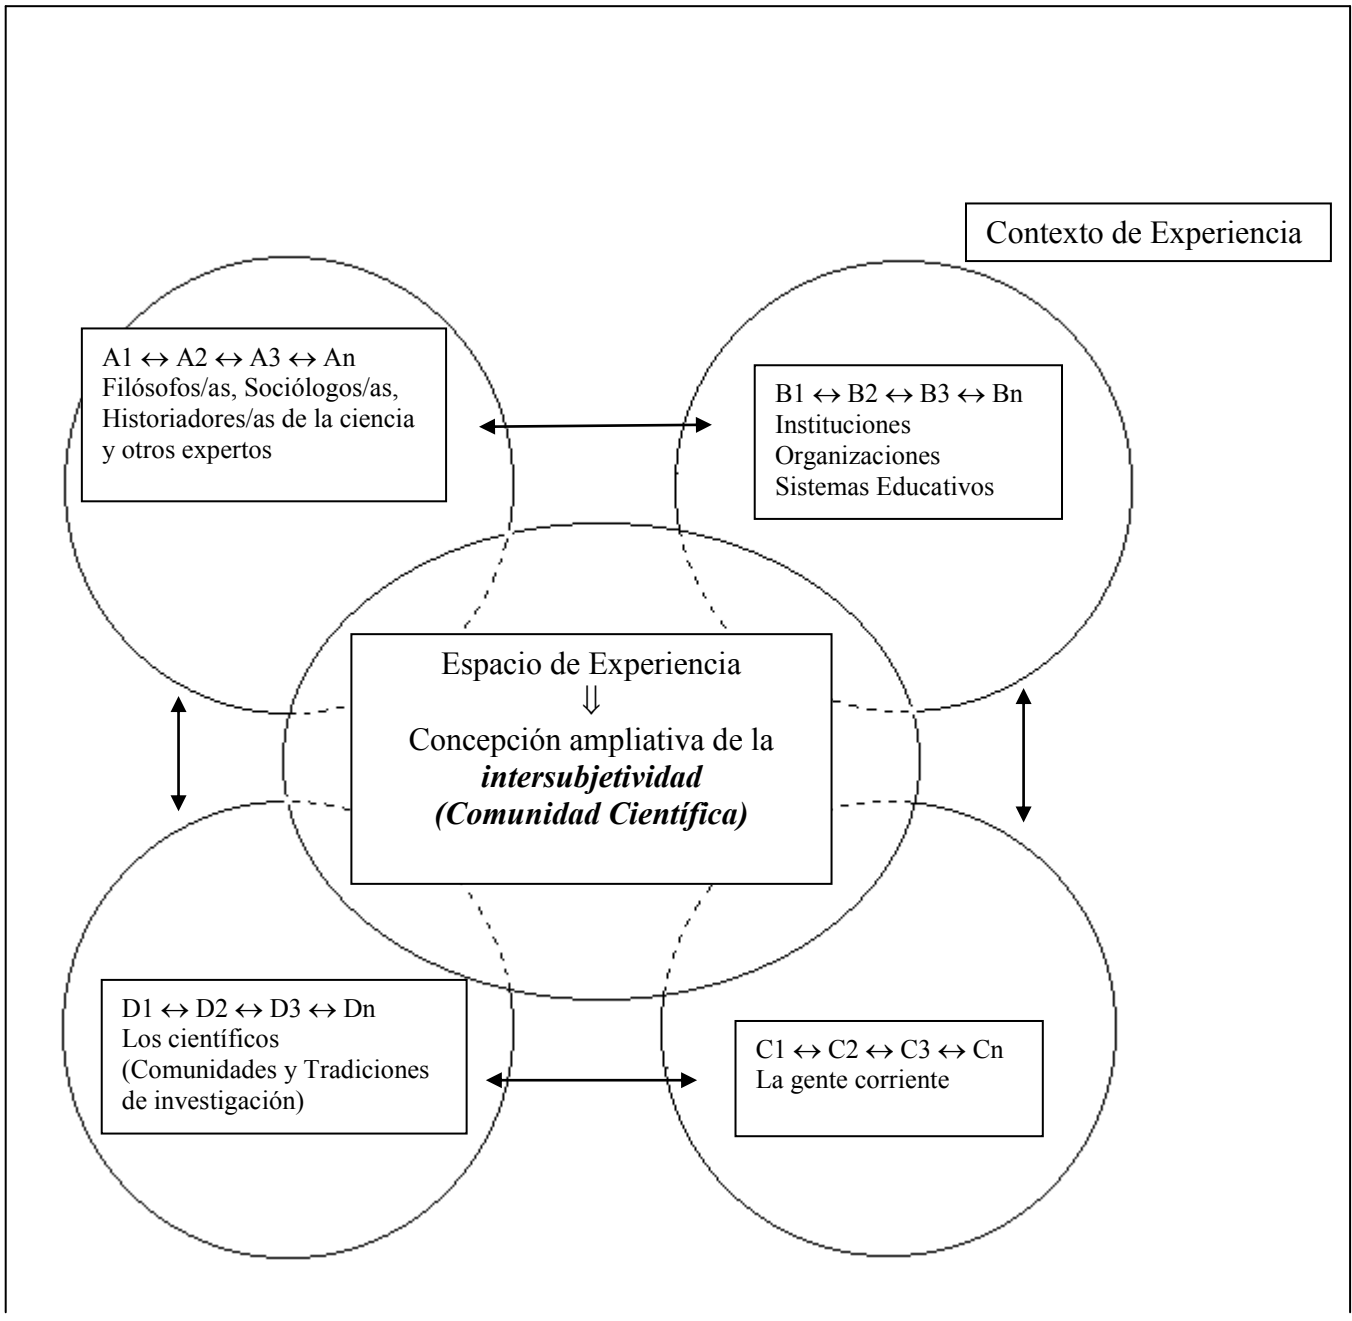 Contexto de Experiencia
A1 ↔ A2 ↔ A3 ↔ An
Filósofos/as, Sociólogos/as,
Historiadores/as de la ciencia
y otros expertos
B1 ↔ B2 ↔ B3 ↔ Bn
Instituciones
Organizaciones
Sistemas Educativos
Espacio de Experiencia
⇓
Concepción ampliativa de la
intersubjetividad
(Comunidad Científica)
D1 ↔ D2 ↔ D3 ↔ Dn
Los científicos
(Comunidades y Tradiciones
de investigación)
C1 ↔ C2 ↔ C3 ↔ Cn
La gente corriente